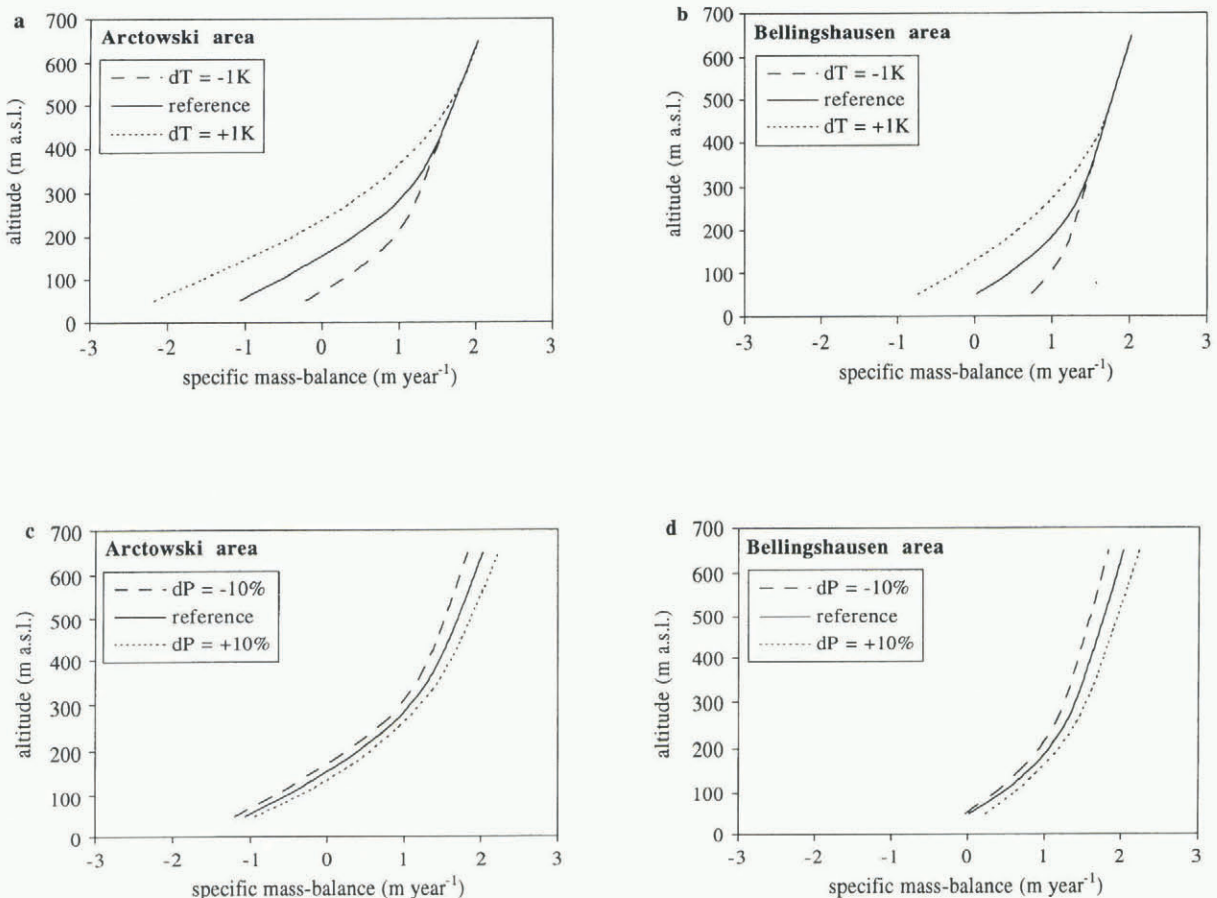 a
Arctowski area
dT = -1K
reference
dT = +1K
altitude (m a.s.l.)
700
600
500
400
300
200
100
0
-3 -2 -1 0 1 2 3
specific mass-balance (m year-1)
b
Bellingshausen area
dT = -1K
reference
dT = +1K
altitude (m a.s.l.)
700
600
500
400
300
200
100
0
-3 -2 -1 0 1 2 3
specific mass-balance (m year-1)
c
Arctowski area
dP = -10%
reference
dP = +10%
altitude (m a.s.l.)
700
600
500
400
300
200
100
0
-3 -2 -1 0 1 2 3
specific mass-balance (m year-1)
d
Bellingshausen area
dP = -10%
reference
dP = +10%
altitude (m a.s.l.)
700
600
500
400
300
200
100
0
-3 -2 -1 0 1 2 3
specific mass-balance (m year-1)